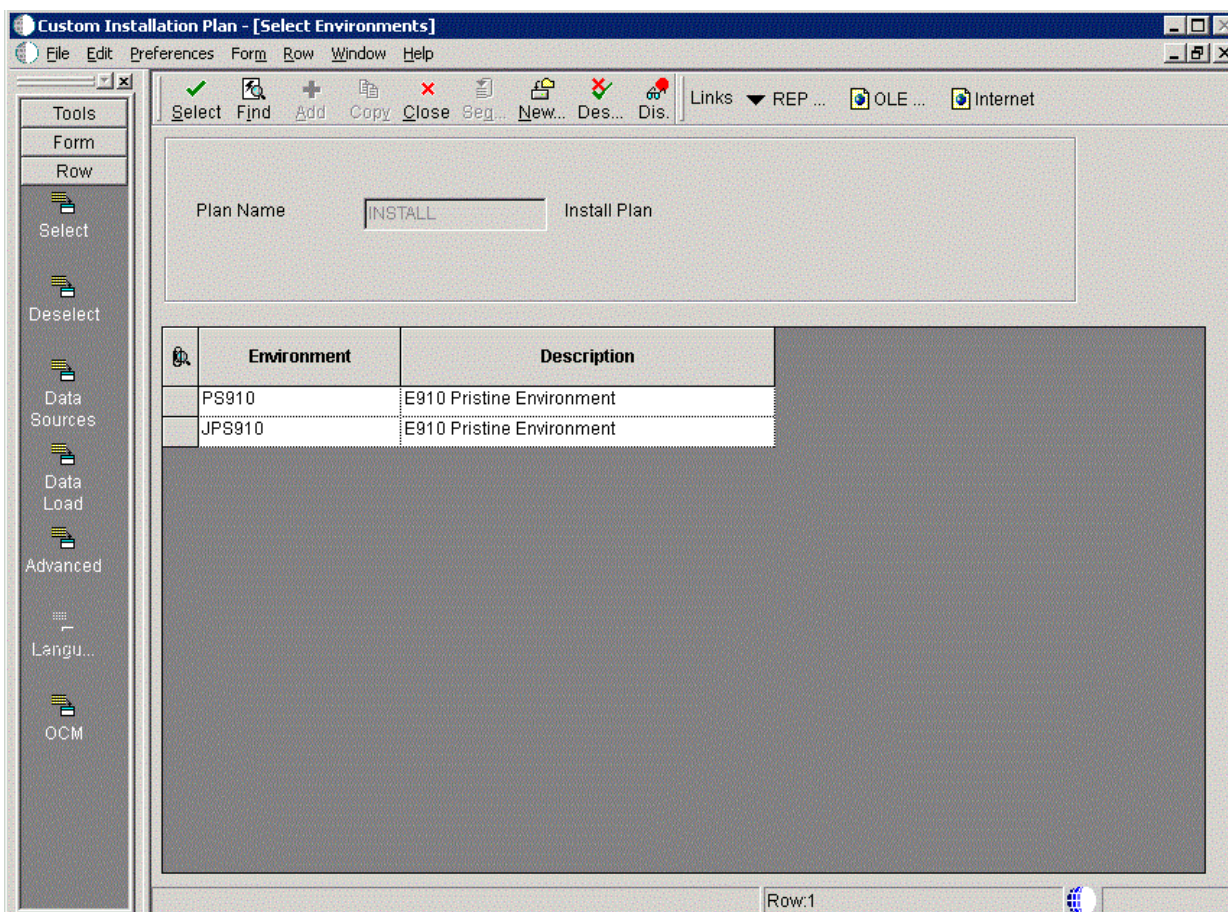 Custom Installation Plan - [Select Environments]
File Edit Preferences Form Row Window Help
Tools
Form
Row
Select
Deselect
Data
Sources
Data
Load
Advanced
Langu...
OCM
Select Find Add Copy Close Seq... New... Des... Dis. Links REP ... OLE ... Internet
Plan Name INSTALL Install Plan
Environment Description
PS910 E910 Pristine Environment
JPS910 E910 Pristine Environment
Row:1